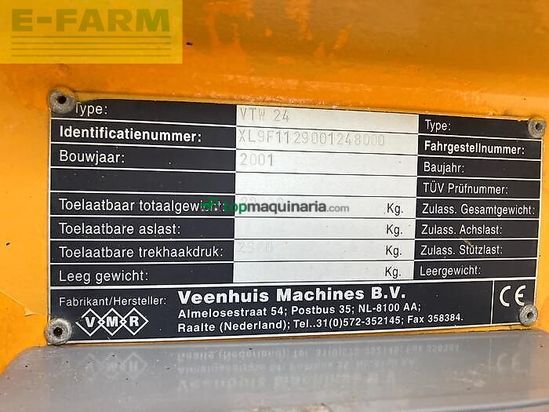 E-FARM
Type: VTW 24 Type:
Identificatienummer: XL9F1129001248000 Fahrgestellnummer:
Bouwjaar: 2001 Baujahr:
TÜV Prüfnummer:
Toelaatbaar totaalgewicht: Kg. Zulass. Gesamtgewicht:
topmaquinaria.com
Toelaatbare aslast: Kg. Zulass. Achslast:
Toelaatbare trekhaakdruk: Kg. Zulass. Stützlast:
Leeg gewicht: Kg. Leergewicht:
Fabrikant/Hersteller: Veenhuis Machines B.V. CE
VMR Almelosestraat 54; Postbus 35; NL-8100 AA;
Raalte (Nederland); Tel..31(0)572-352145; Fax 358384.